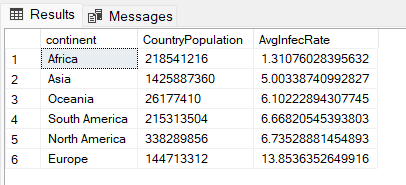 Results Messages
continent CountryPopulation AvgInfecRate
1 Africa 218541216 1.31076028395632
2 Asia 1425887360 5.00338740992827
3 Oceania 26177410 6.10222894307745
4 South America 215313504 6.66820545393803
5 North America 338289856 6.73528881454893
6 Europe 144713312 13.8536352649916